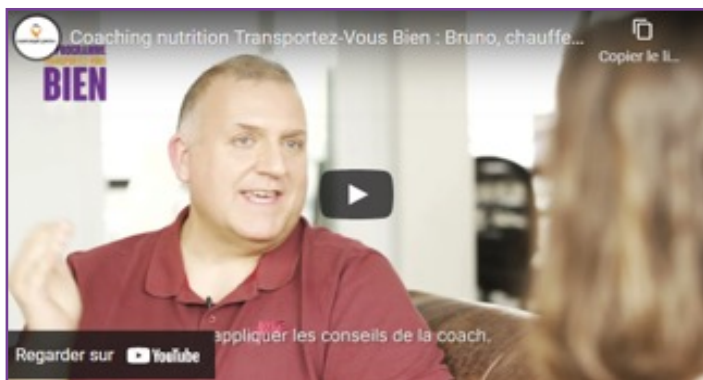 Coaching nutrition Transportez-Vous Bien : Bruno, chauffe...
Copier le li...
PROGRAMME
BIEN
appliquer les conseils de la coach.
Regarder sur YouTube